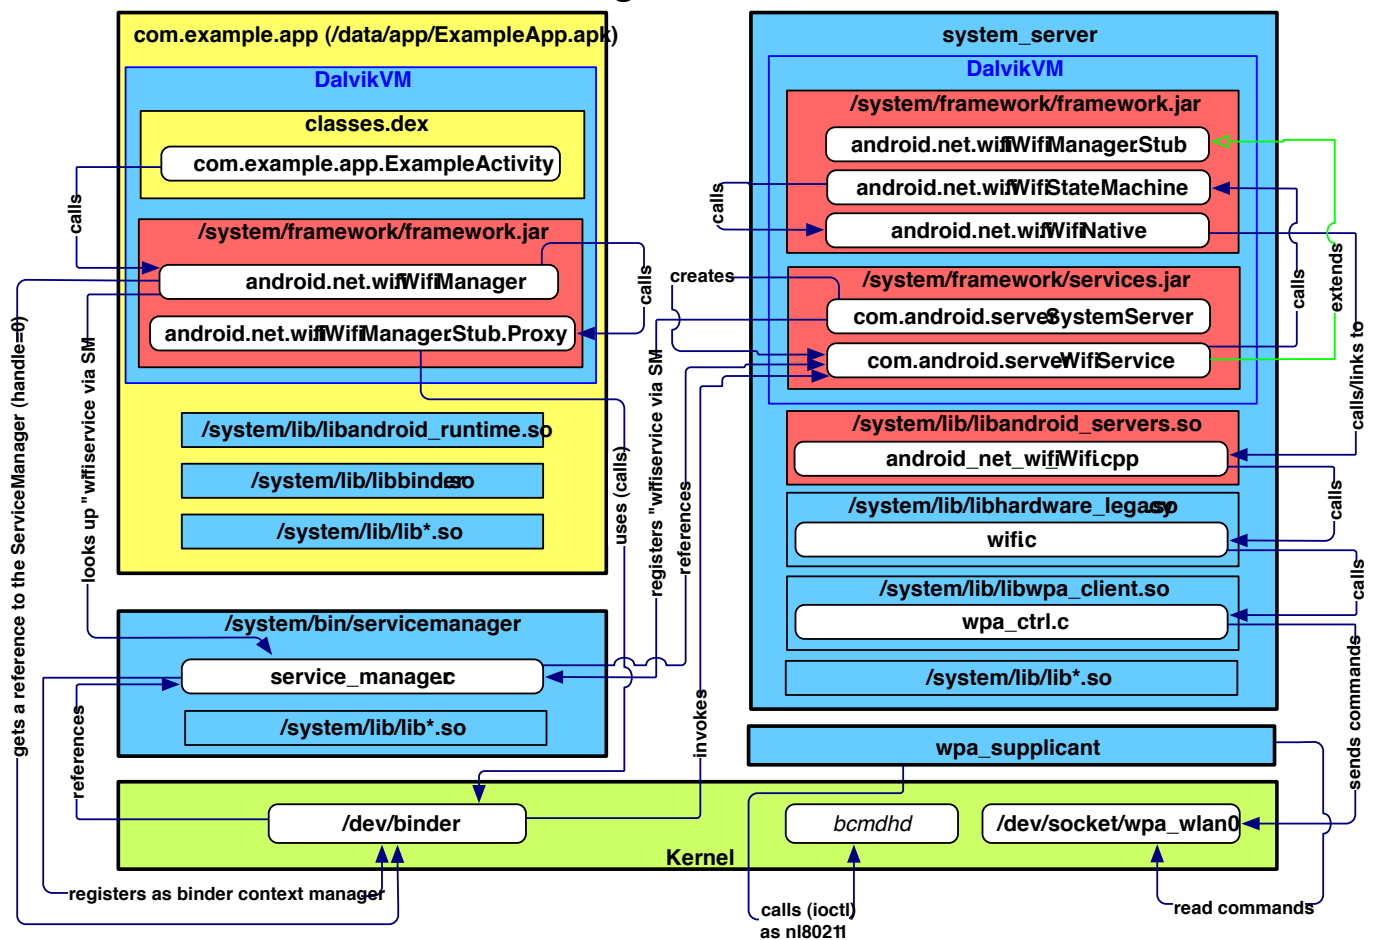 com.example.app (/data/app/ExampleApp.apk)
DalvikVM
classes.dex
com.example.app.ExampleActivity
calls
/system/framework/framework.jar
android.net.wifi.WifiManager
android.net.wifi.WifiManager.Stub.Proxy
calls
/system/lib/libandroid_runtime.so
/system/lib/libbinder.so
/system/lib/lib*.so
gets a reference to the ServiceManager (handle=0)
looks up "wifi" service via SM
uses (calls)
/system/bin/servicemanager
service_manager.c
/system/lib/lib*.so
references
registers "wifi" service via SM
references
invokes
system_server
DalvikVM
/system/framework/framework.jar
android.net.wifi.WifiManager.Stub
android.net.wifi.WifiStateMachine
android.net.wifi.WifiNative
calls
creates
/system/framework/services.jar
com.android.server.SystemServer
com.android.server.WifiService
calls
extends
calls/links to
/system/lib/libandroid_servers.so
android_net_wifi_Wifi.cpp
calls
/system/lib/libhardware_legacy.so
wifi.c
calls
/system/lib/libwpa_client.so
wpa_ctrl.c
/system/lib/lib*.so
sends commands
wpa_supplicant
/dev/binder
bcmdhd
/dev/socket/wpa_wlan0
Kernel
registers as binder context manager
calls (ioctl)
as nl80211
read commands